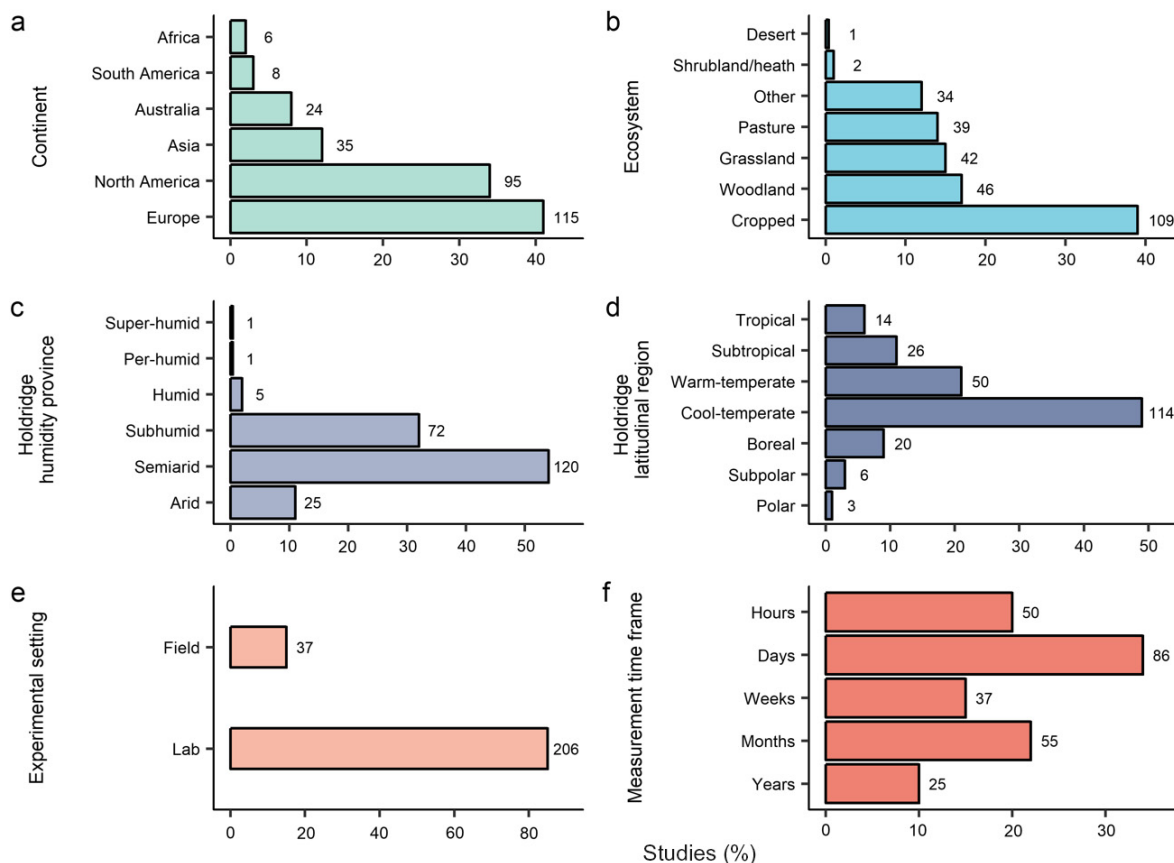 a
Continent
Africa 6
South America 8
Australia 24
Asia 35
North America 95
Europe 115
0 10 20 30 40
b
Ecosystem
Desert 1
Shrubland/heath 2
Other 34
Pasture 39
Grassland 42
Woodland 46
Cropped 109
0 10 20 30 40
c
Holdridge
humidity province
Super-humid 1
Per-humid 1
Humid 5
Subhumid 72
Semiarid 120
Arid 25
0 10 20 30 40 50
d
Holdridge
latitudinal region
Tropical 14
Subtropical 26
Warm-temperate 50
Cool-temperate 114
Boreal 20
Subpolar 6
Polar 3
0 10 20 30 40 50
e
Experimental setting
Field 37
Lab 206
0 20 40 60 80
f
Measurement time frame
Hours 50
Days 86
Weeks 37
Months 55
Years 25
0 10 20 30
Studies (%)